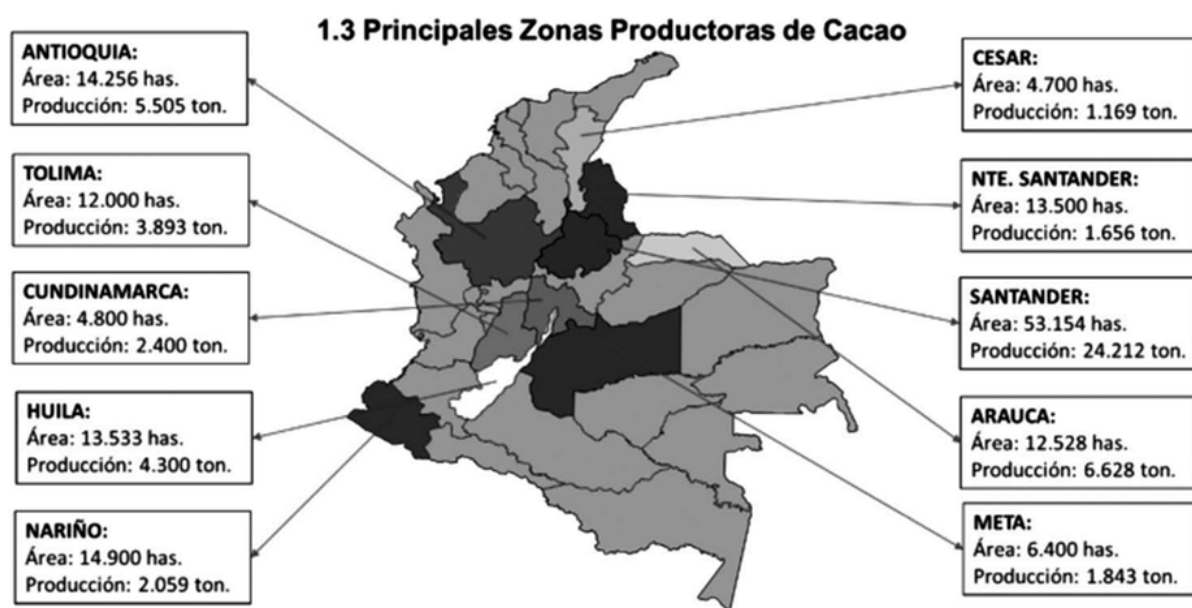 1.3 Principales Zonas Productoras de Cacao
ANTIOQUIA:
Área: 14.256 has.
Producción: 5.505 ton.
TOLIMA:
Área: 12.000 has.
Producción: 3.893 ton.
CUNDINAMARCA:
Área: 4.800 has.
Producción: 2.400 ton.
HUILA:
Área: 13.533 has.
Producción: 4.300 ton.
NARIÑO:
Área: 14.900 has.
Producción: 2.059 ton.
CESAR:
Área: 4.700 has.
Producción: 1.169 ton.
NTE. SANTANDER:
Área: 13.500 has.
Producción: 1.656 ton.
SANTANDER:
Área: 53.154 has.
Producción: 24.212 ton.
ARAUCA:
Área: 12.528 has.
Producción: 6.628 ton.
META:
Área: 6.400 has.
Producción: 1.843 ton.